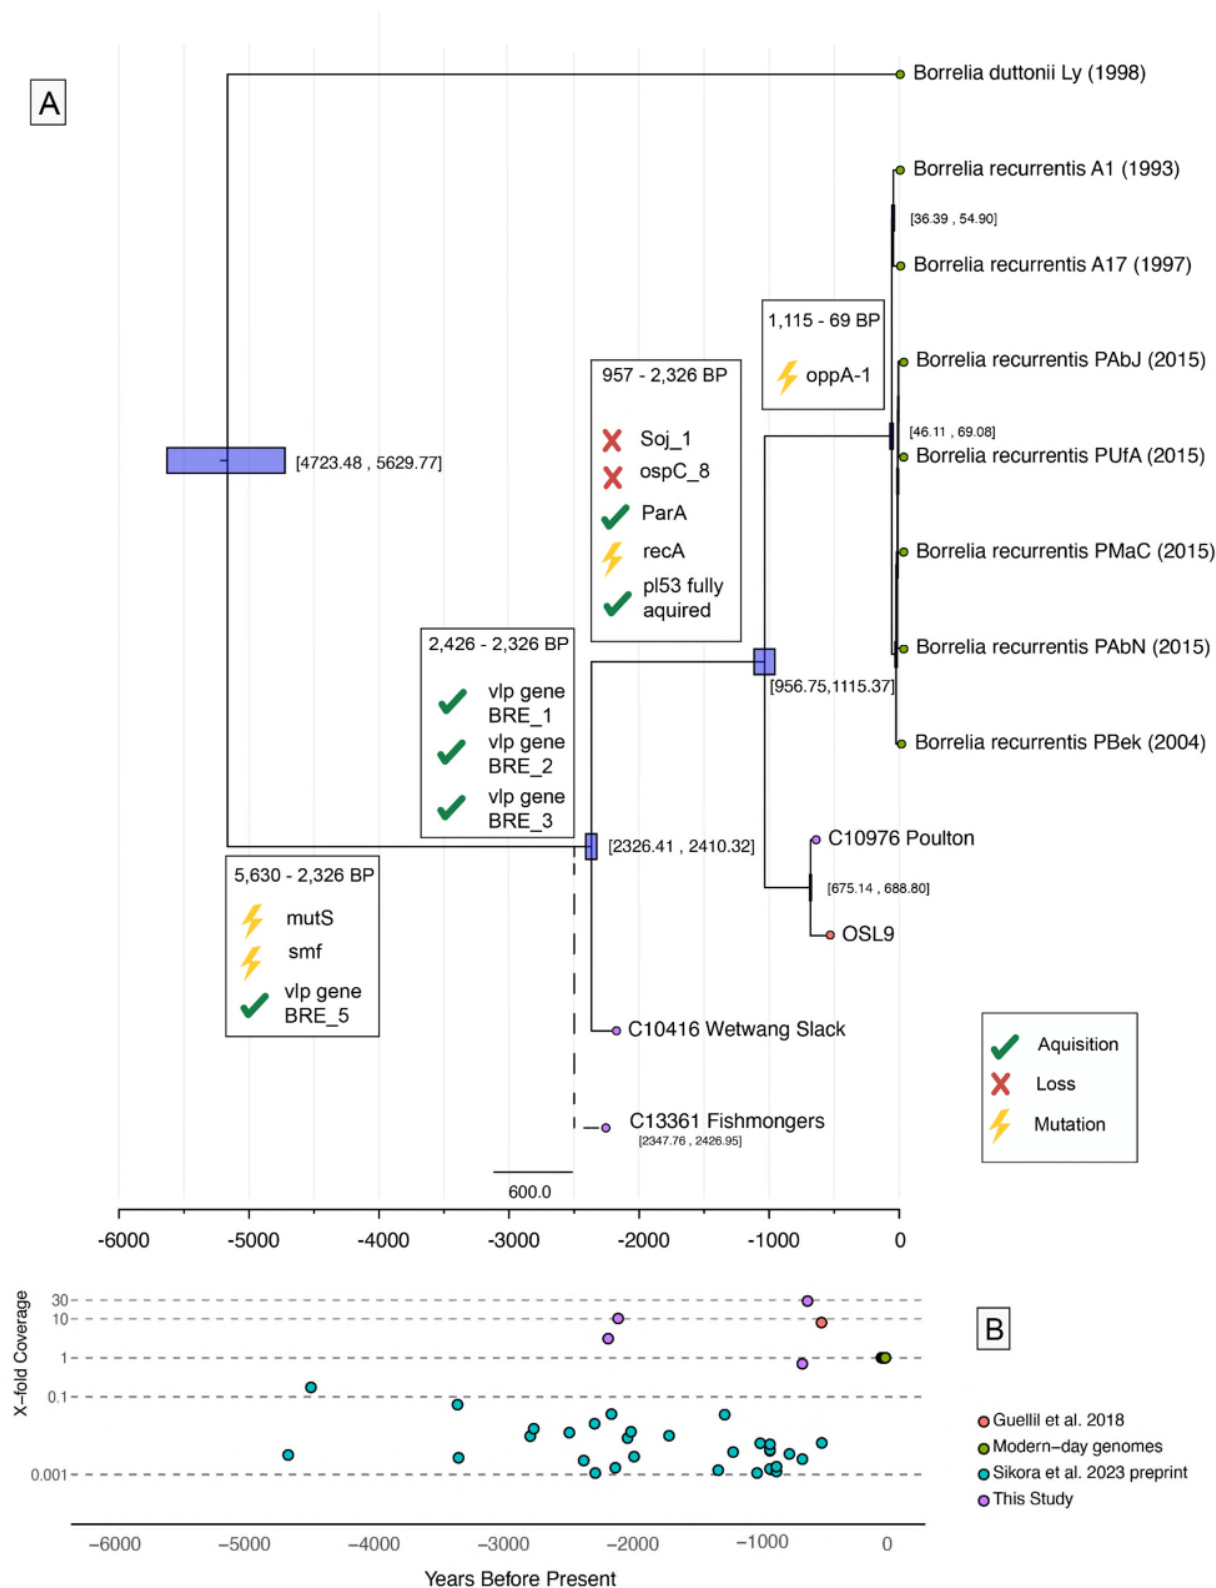 A
Borrelia duttonii Ly (1998)
Borrelia recurrentis A1 (1993)
[36.39 , 54.90]
Borrelia recurrentis A17 (1997)
1,115 - 69 BP
oppA-1
Borrelia recurrentis PAbJ (2015)
[46.11 , 69.08]
Borrelia recurrentis PUfA (2015)
957 - 2,326 BP
Soj_1
ospC_8
ParA
recA
pl53 fully
aquired
[4723.48 , 5629.77]
Borrelia recurrentis PMaC (2015)
Borrelia recurrentis PAbN (2015)
[956.75,1115.37]
Borrelia recurrentis PBek (2004)
2,426 - 2,326 BP
vlp gene
BRE_1
vlp gene
BRE_2
vlp gene
BRE_3
[2326.41 , 2410.32]
C10976 Poulton
[675.14 , 688.80]
OSL9
5,630 - 2,326 BP
mutS
smf
vlp gene
BRE_5
C10416 Wetwang Slack
C13361 Fishmongers
[2347.76 , 2426.95]
Aquisition
Loss
Mutation
600.0
-6000 -5000 -4000 -3000 -2000 -1000 0
B
X-fold Coverage
30
10
1
0.1
0.001
Guellil et al. 2018
Modern-day genomes
Sikora et al. 2023 preprint
This Study
−6000 −5000 −4000 −3000 −2000 −1000 0
Years Before Present